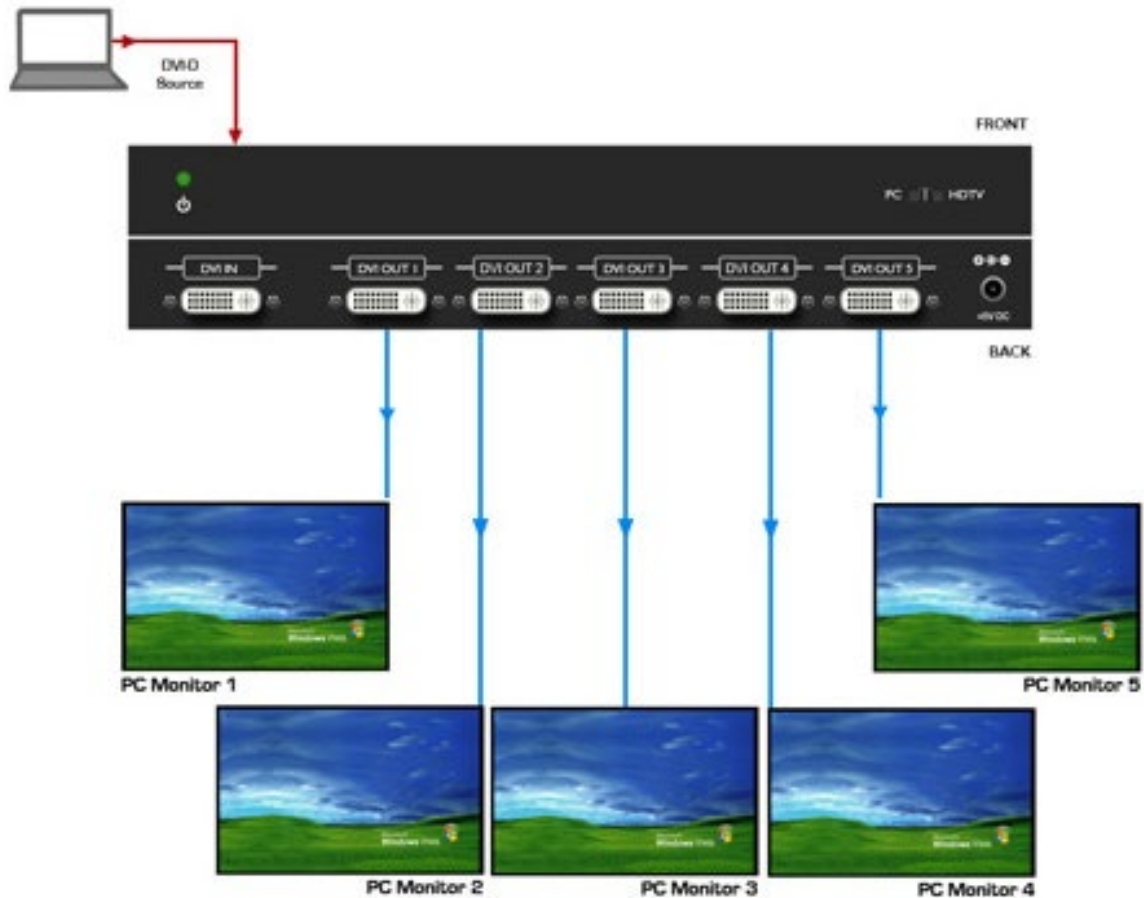 DVI-D
Source
FRONT
PC HDTV
DVI IN
DVI OUT 1
DVI OUT 2
DVI OUT 3
DVI OUT 4
DVI OUT 5
+5V DC
BACK
PC Monitor 1
PC Monitor 5
PC Monitor 2
PC Monitor 3
PC Monitor 4